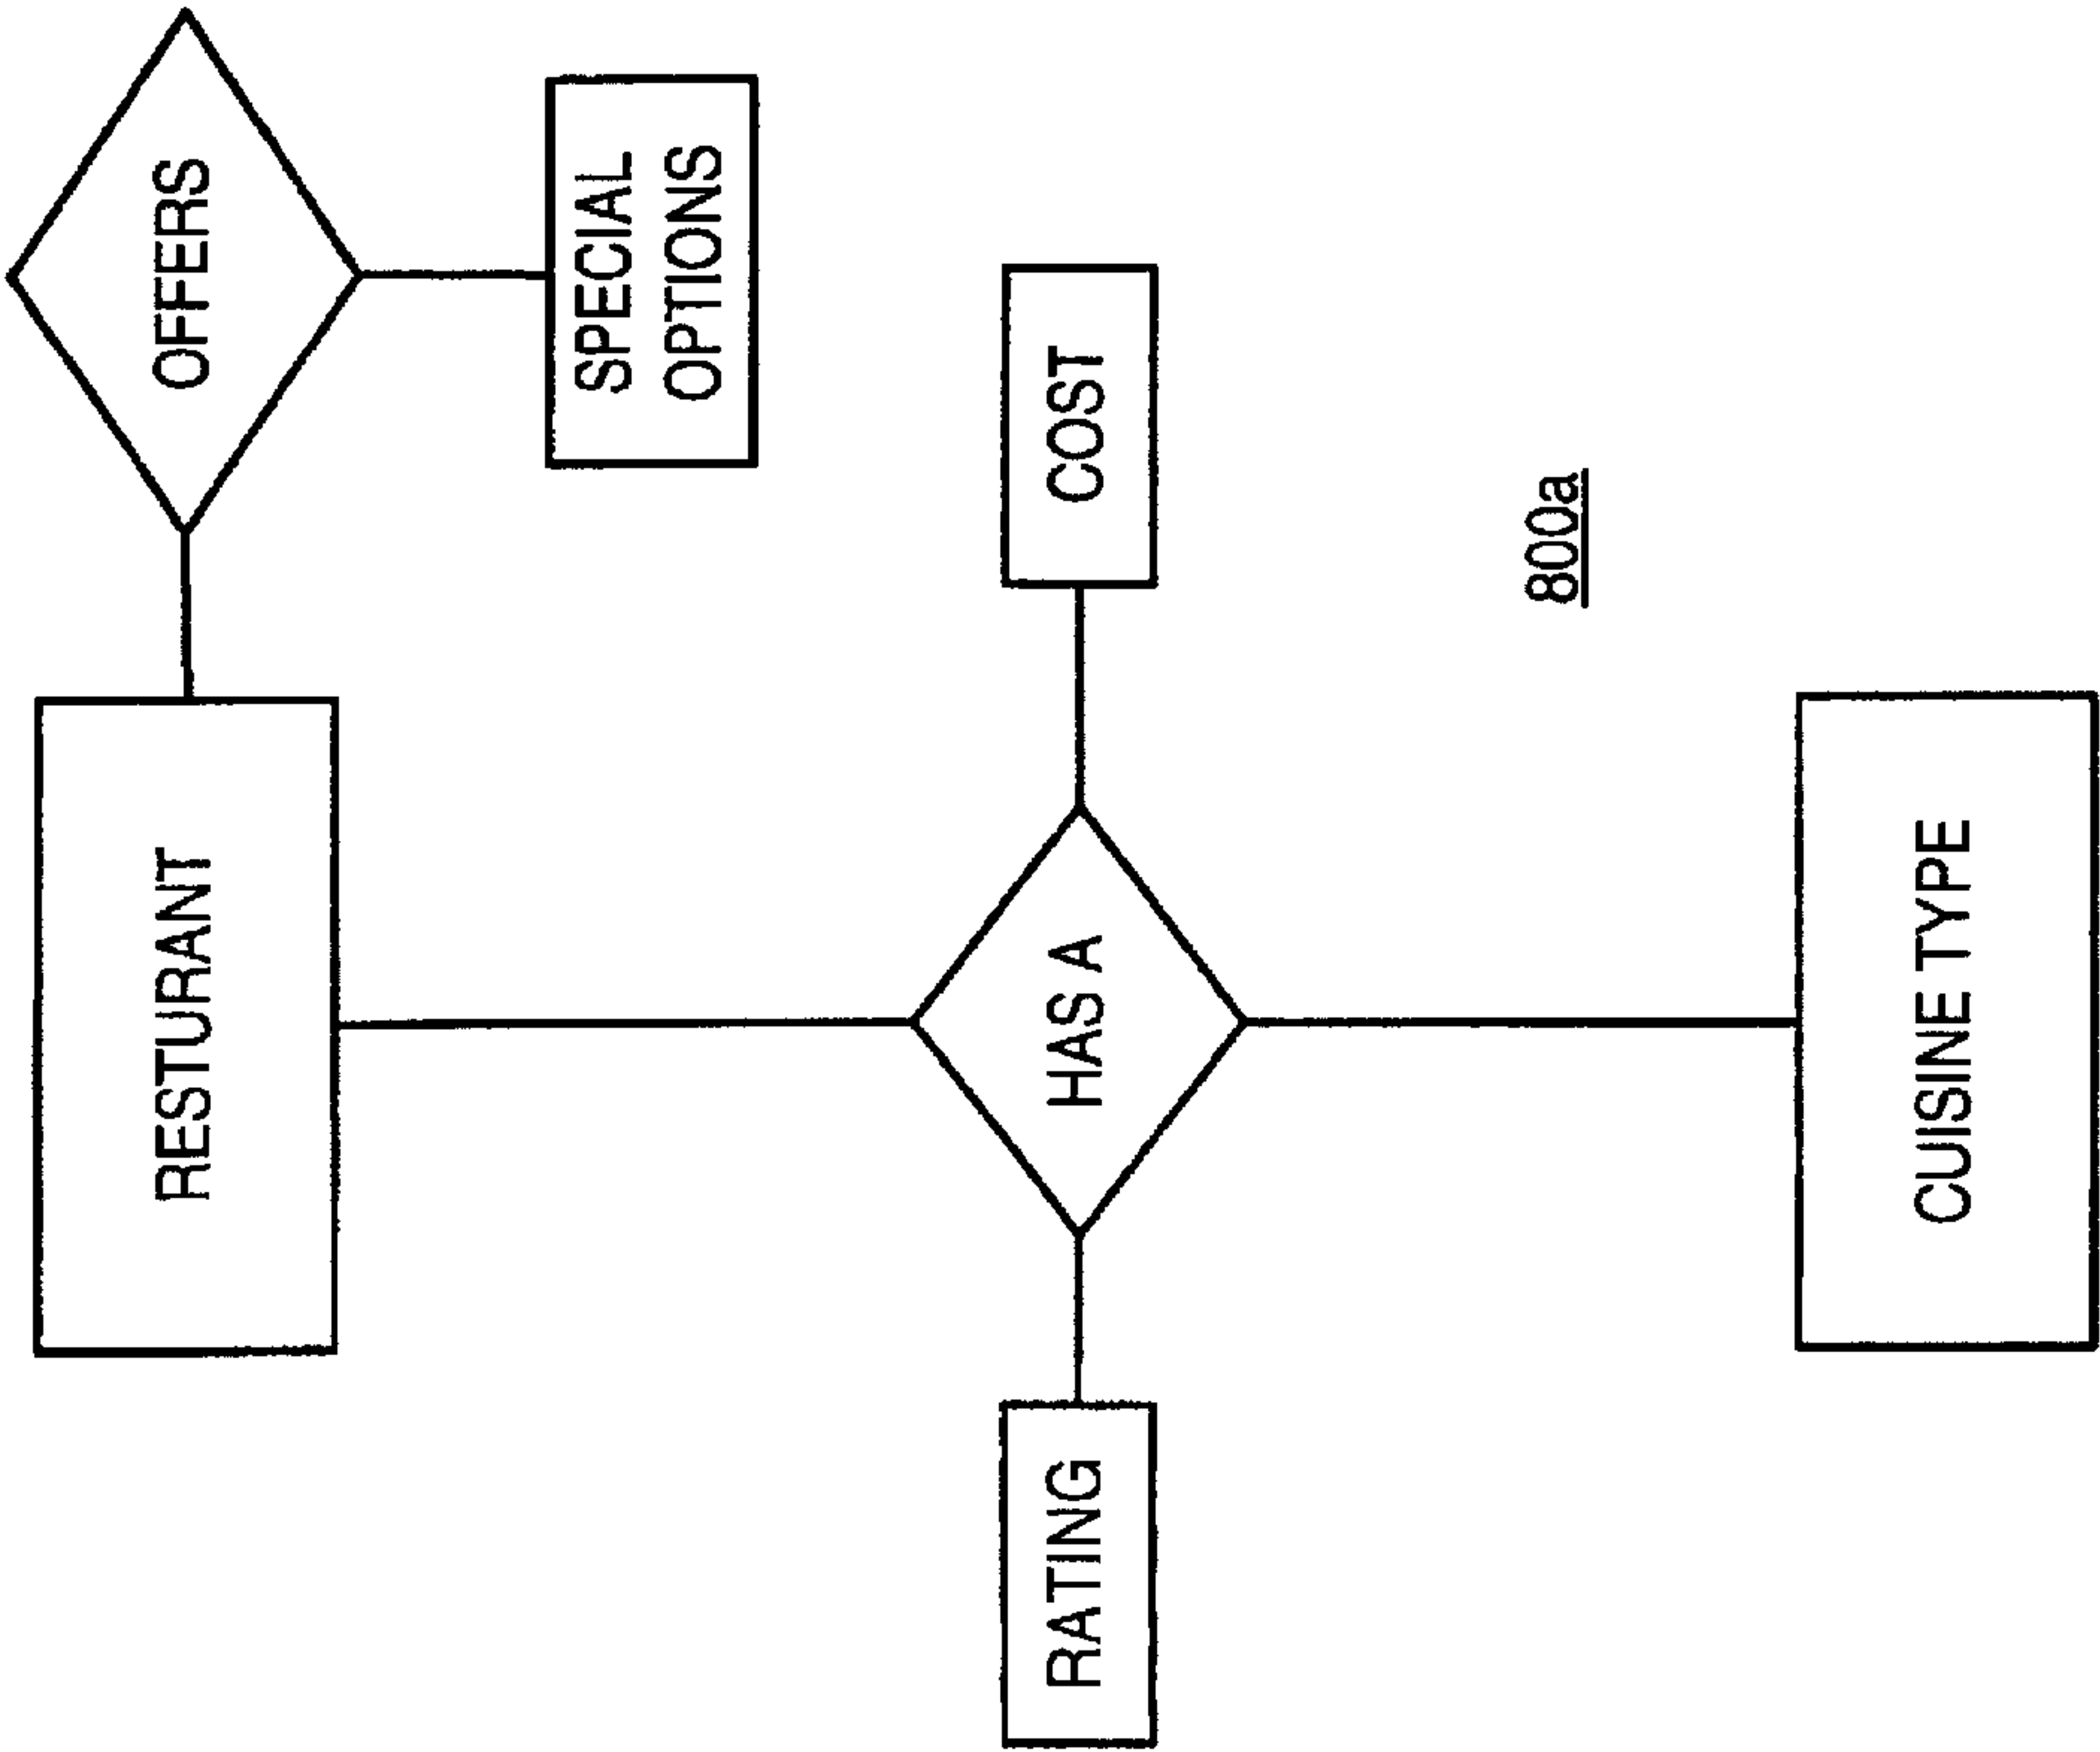 RESTURANT
OFFERS
SPECIAL
OPTIONS
RATING
HAS A
COST
800a
CUISINE TYPE